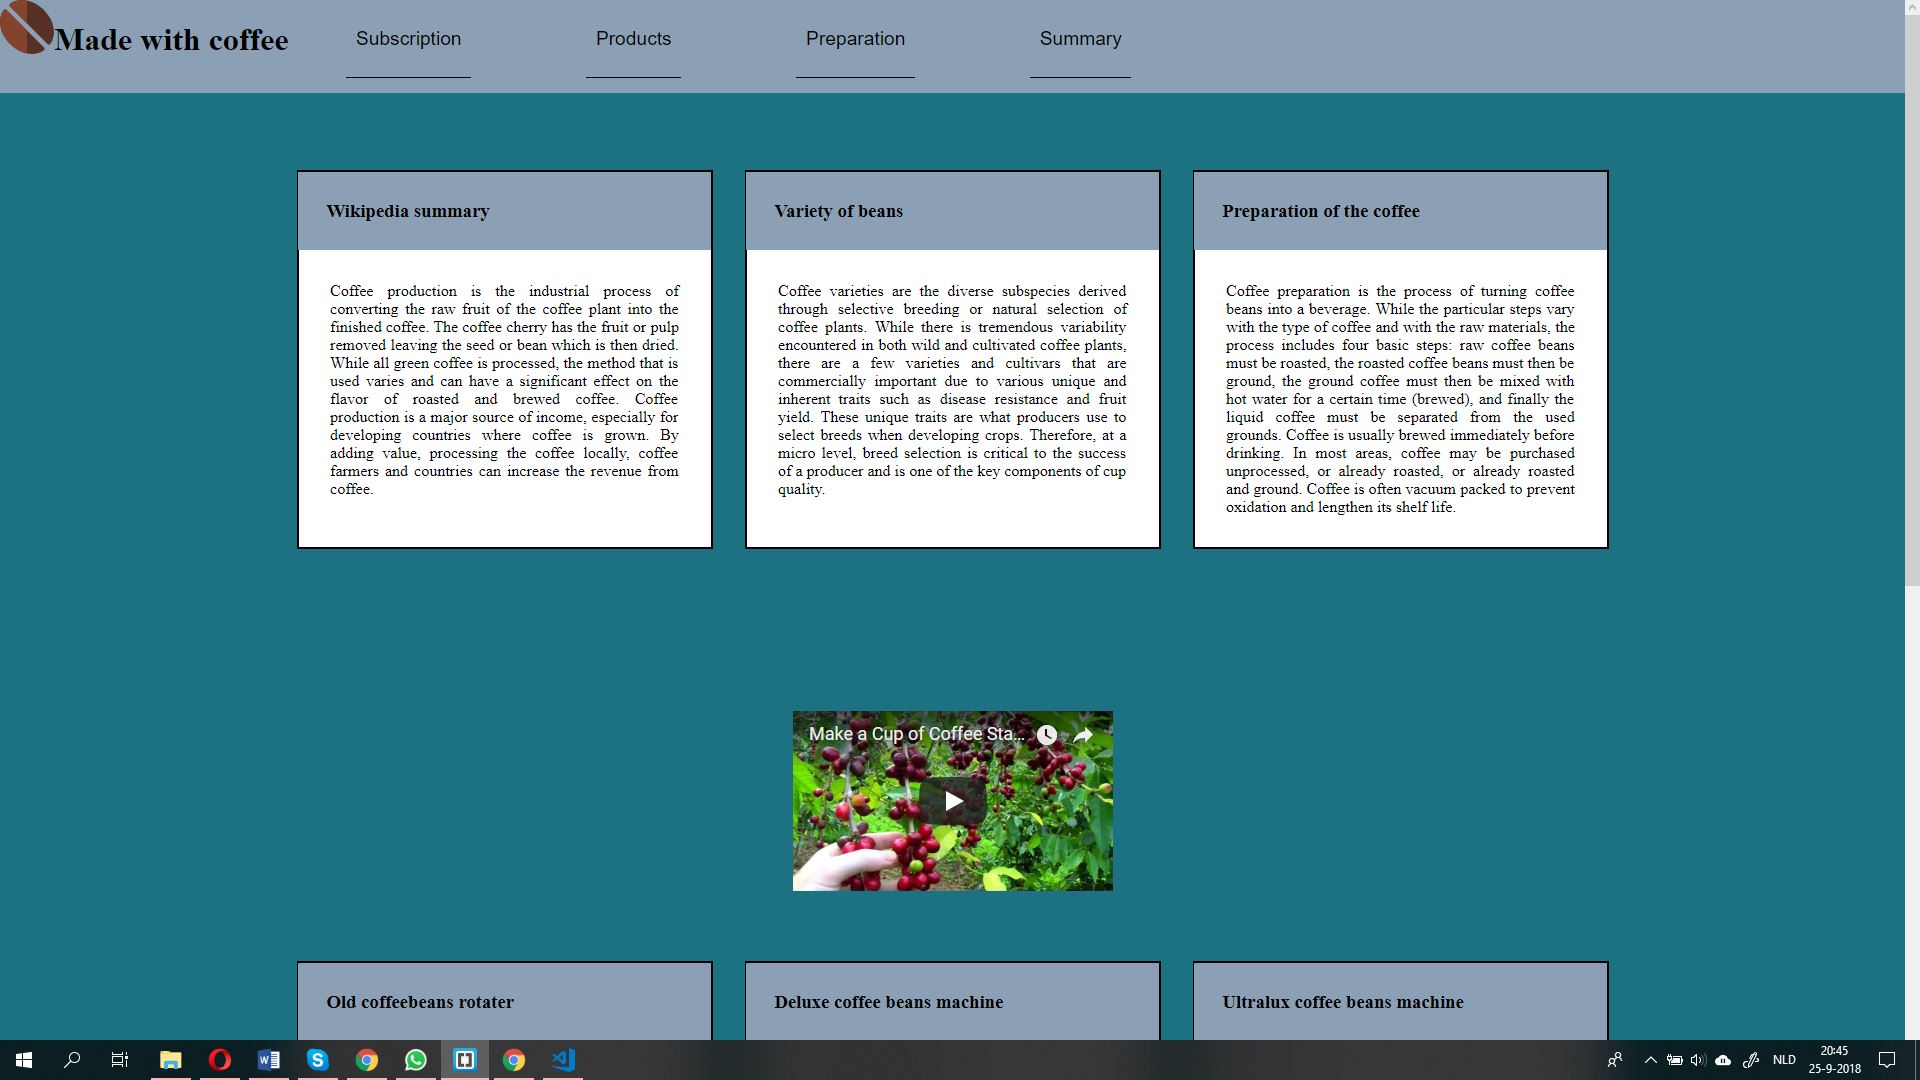 Made with coffee
Subscription
Products
Preparation
Summary
Wikipedia summary
Coffee production is the industrial process of
converting the raw fruit of the coffee plant into the
finished coffee. The coffee cherry has the fruit or pulp
removed leaving the seed or bean which is then dried.
While all green coffee is processed, the method that is
used varies and can have a significant effect on the
flavor of roasted and brewed coffee. Coffee
production is a major source of income, especially for
developing countries where coffee is grown. By
adding value, processing the coffee locally, coffee
farmers and countries can increase the revenue from
coffee.
Variety of beans
Coffee varieties are the diverse subspecies derived
through selective breeding or natural selection of
coffee plants. While there is tremendous variability
encountered in both wild and cultivated coffee plants,
there are a few varieties and cultivars that are
commercially important due to various unique and
inherent traits such as disease resistance and fruit
yield. These unique traits are what producers use to
select breeds when developing crops. Therefore, at a
micro level, breed selection is critical to the success
of a producer and is one of the key components of cup
quality.
Preparation of the coffee
Coffee preparation is the process of turning coffee
beans into a beverage. While the particular steps vary
with the type of coffee and with the raw materials, the
process includes four basic steps: raw coffee beans
must be roasted, the roasted coffee beans must then be
ground, the ground coffee must then be mixed with
hot water for a certain time (brewed), and finally the
liquid coffee must be separated from the used
grounds. Coffee is usually brewed immediately before
drinking. In most areas, coffee may be purchased
unprocessed, or already roasted, or already roasted
and ground. Coffee is often vacuum packed to prevent
oxidation and lengthen its shelf life.
Make a Cup of Coffee Sta...
Old coffeebeans rotater
Deluxe coffee beans machine
Ultralux coffee beans machine
NLD
20:45
25-9-2018